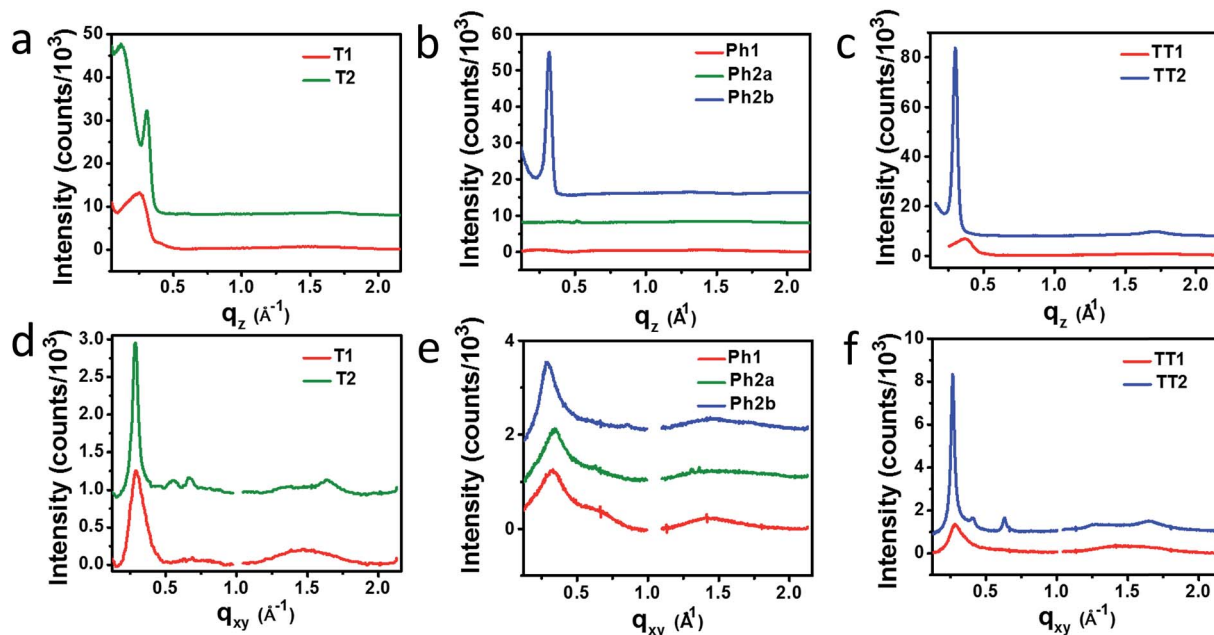 a
T1
T2
Intensity (counts/10³)
50
40
30
20
10
0
0.5 1.0 1.5 2.0
q_z (Å⁻¹)
b
Ph1
Ph2a
Ph2b
Intensity (counts/10³)
60
50
40
30
20
10
0
0.5 1.0 1.5 2.0
q_z (Å¹)
c
TT1
TT2
Intensity (counts/10³)
80
60
40
20
0
0.5 1.0 1.5 2.0
q_z (Å¹)
d
T1
T2
Intensity (counts/10³)
3.0
2.5
2.0
1.5
1.0
0.5
0.0
0.5 1.0 1.5 2.0
q_xy (Å⁻¹)
e
Ph1
Ph2a
Ph2b
Intensity (counts/10³)
4
2
0
0.5 1.0 1.5 2.0
q_xy (Å¹)
f
TT1
TT2
Intensity (counts/10³)
10
8
6
4
2
0
0.5 1.0 1.5 2.0
q_xy (Å⁻¹)